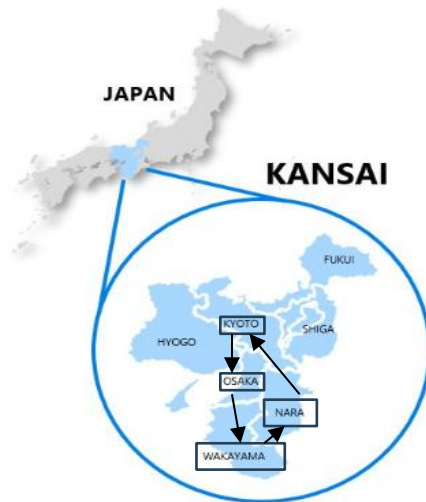 JAPAN
KANSAI
FUKUI
KYOTO
SHIGA
HYOGO
OSAKA
NARA
WAKAYAMA